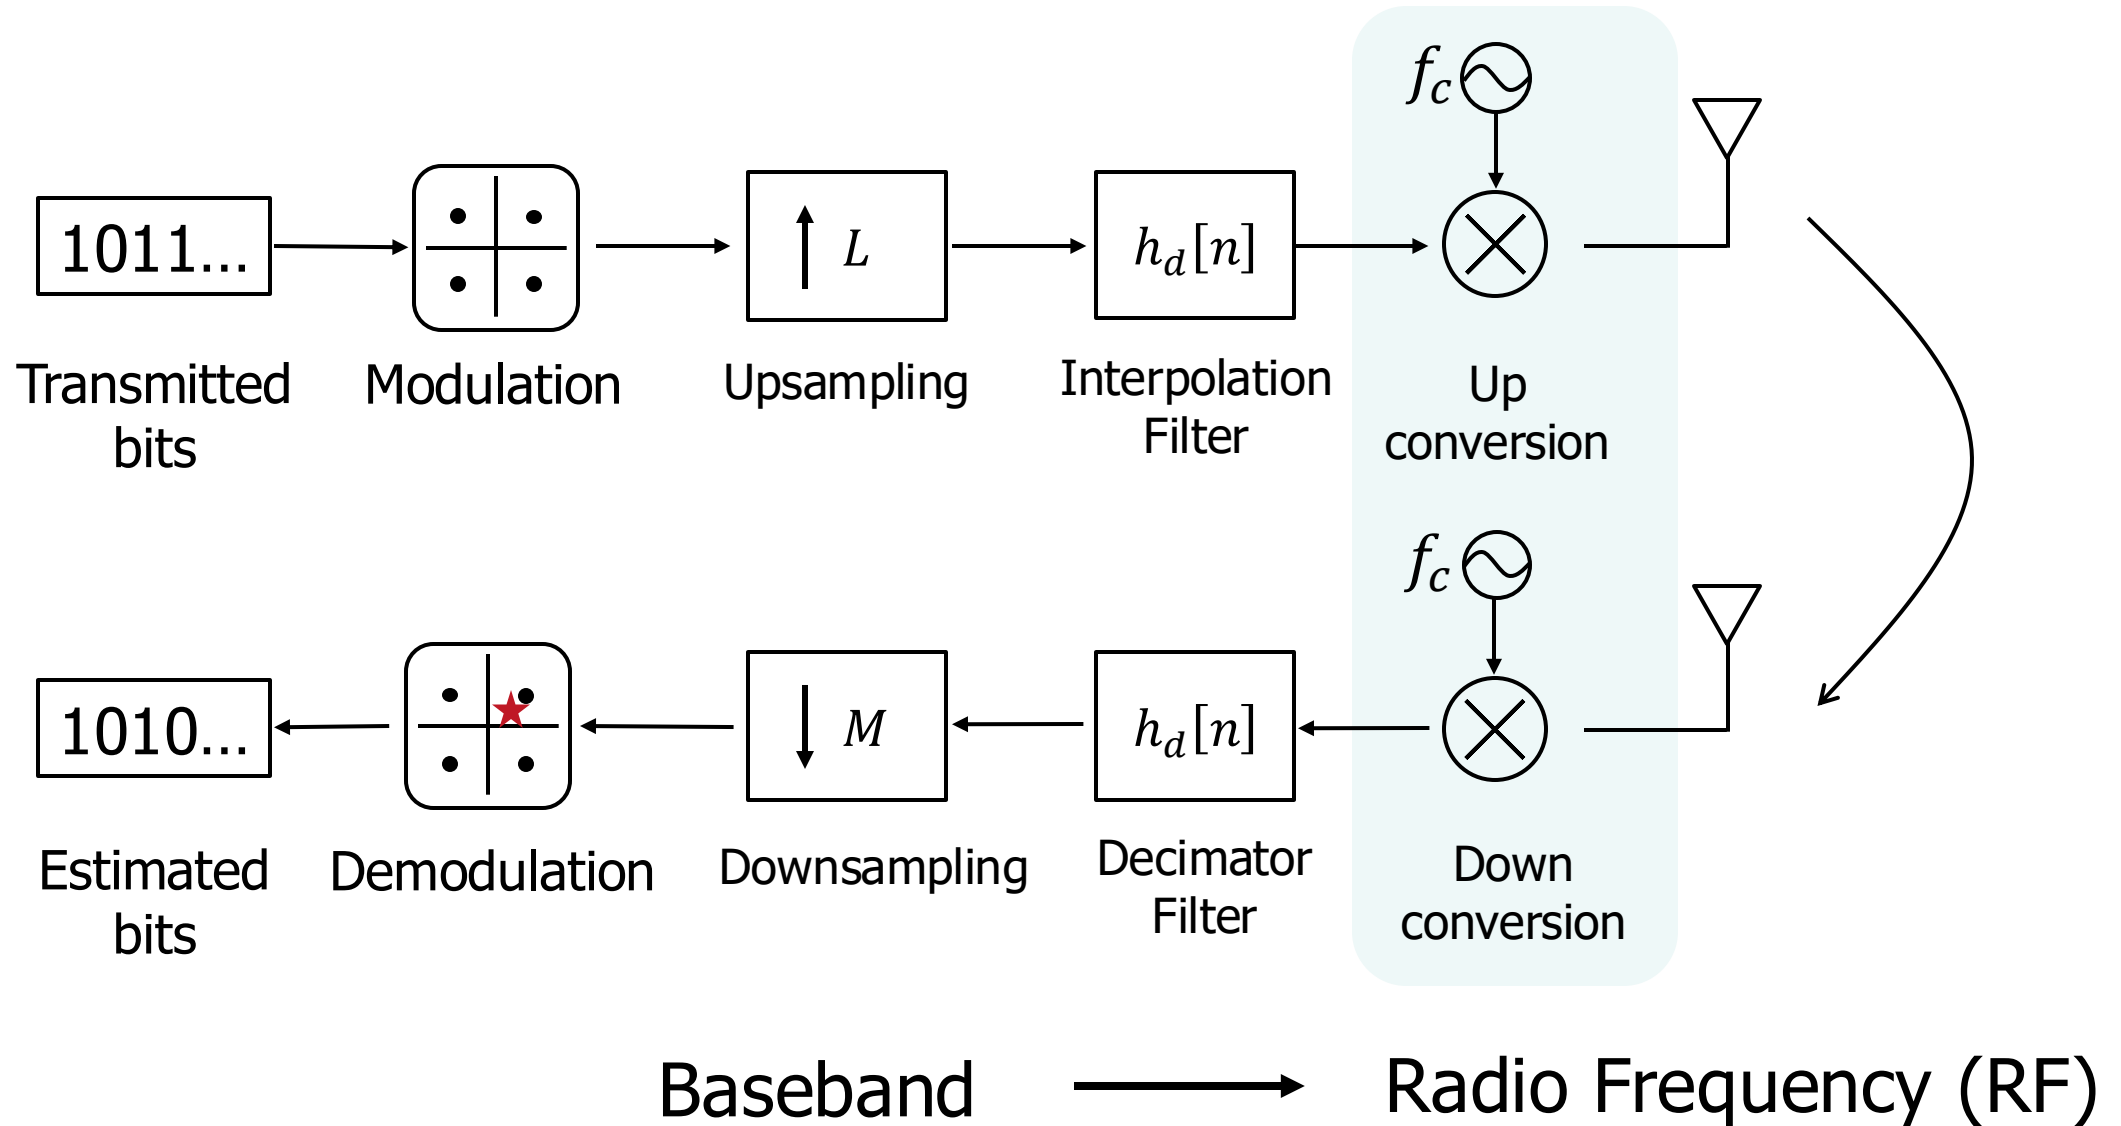 f_c
1011...
L
h_d[n]
Transmitted
bits
Modulation
Upsampling
Interpolation
Filter
Up
conversion
f_c
1010...
M
h_d[n]
Estimated
bits
Demodulation
Downsampling
Decimator
Filter
Down
conversion
Baseband
Radio Frequency (RF)